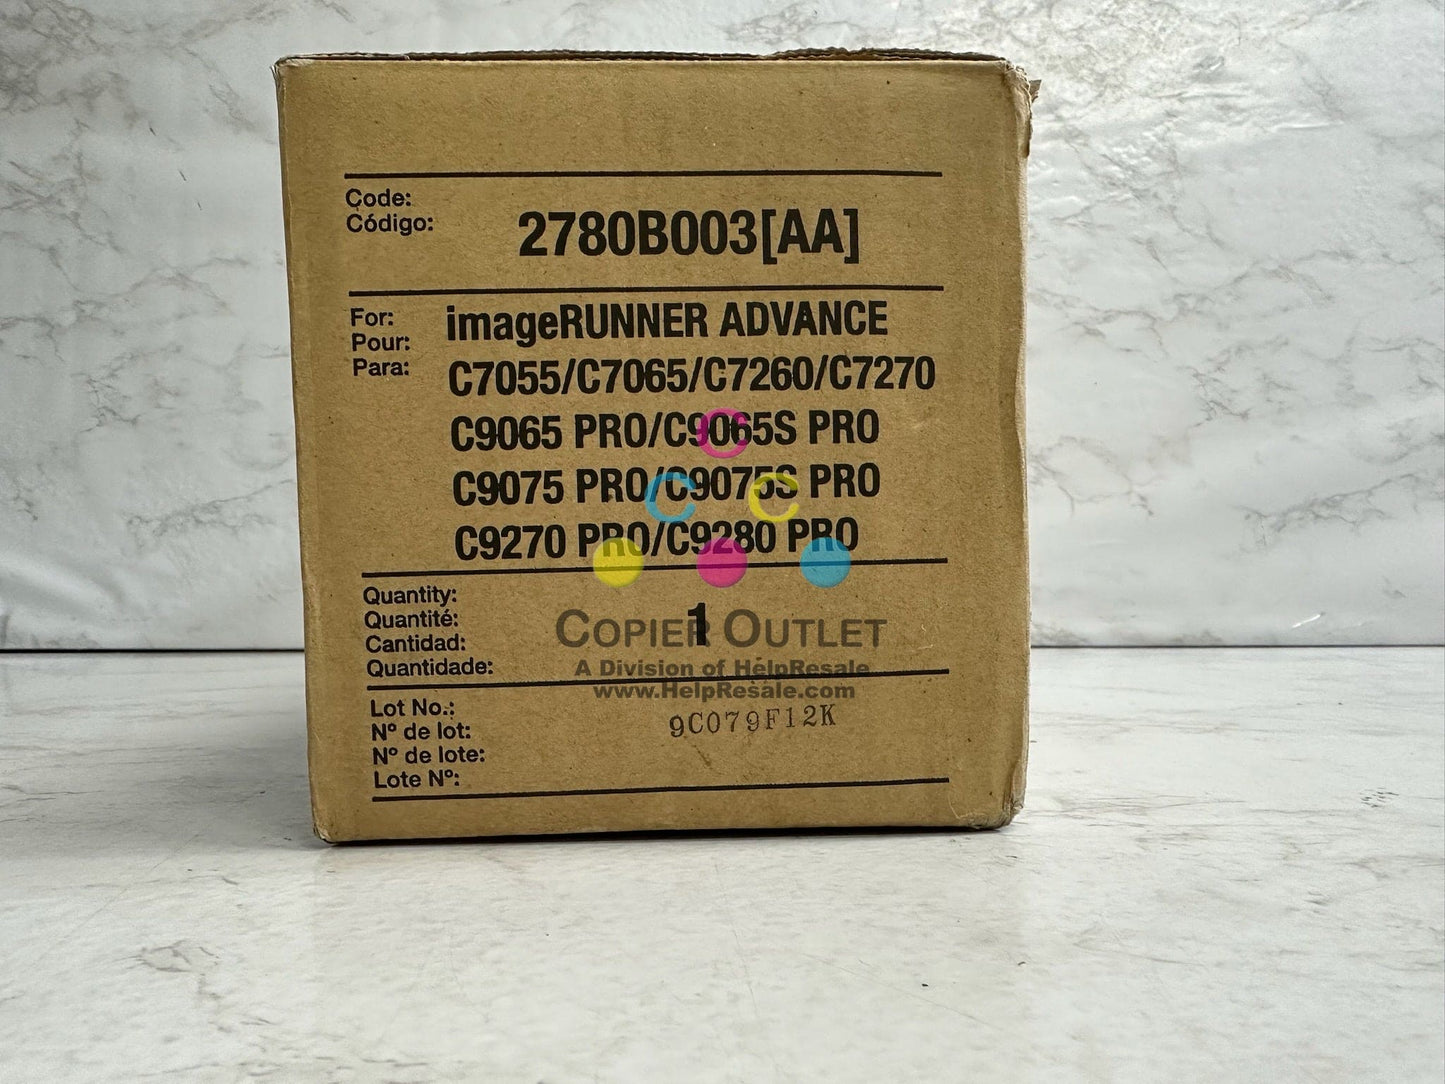 Code:
Código:
2780B003[AA]
For:
Pour:
Para:
imageRUNNER ADVANCE
C7055/C7065/C7260/C7270
C9065 PRO/C9065S PRO
C9075 PRO/C9075S PRO
C9270 PRO/C9280 PRO
C
C C
Quantity:
Quantité:
Cantidad:
Quantidade:
1
COPIER OUTLET
A Division of HelpResale
www.HelpResale.com
Lot No.:
Nº de lot:
Nº de lote:
Lote Nº:
9C079F12K